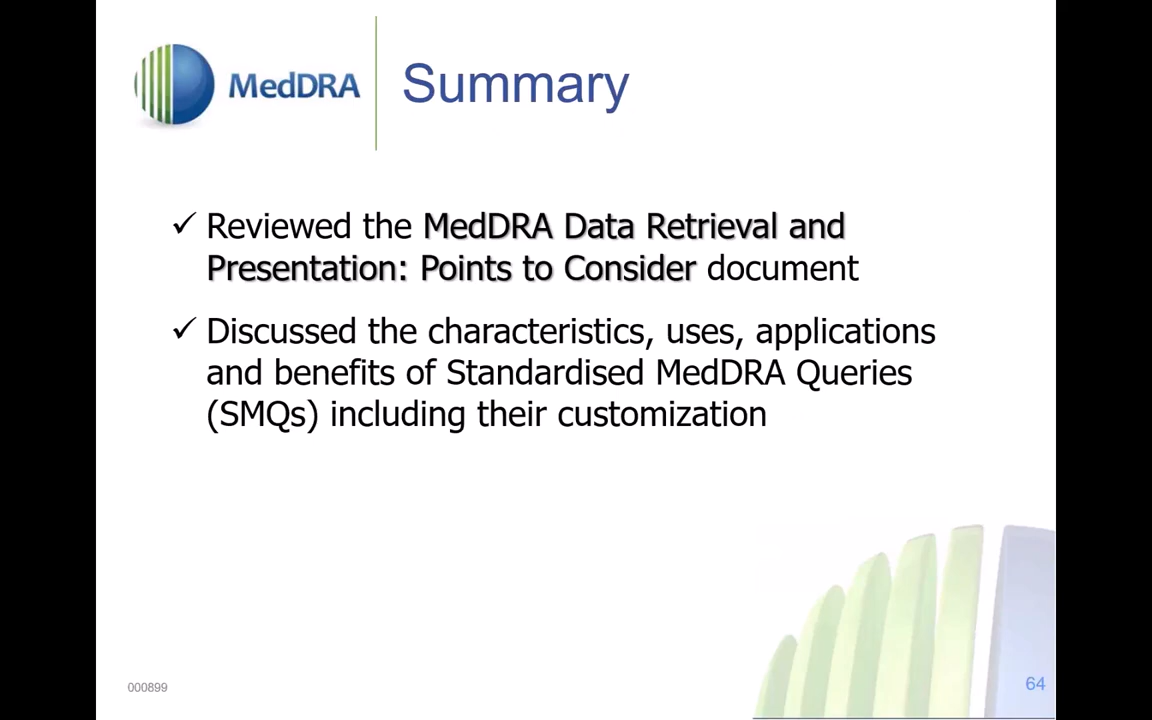 MedDRA
Summary
✓ Reviewed the MedDRA Data Retrieval and
Presentation: Points to Consider document
✓ Discussed the characteristics, uses, applications
and benefits of Standardised MedDRA Queries
(SMQs) including their customization
000899
64